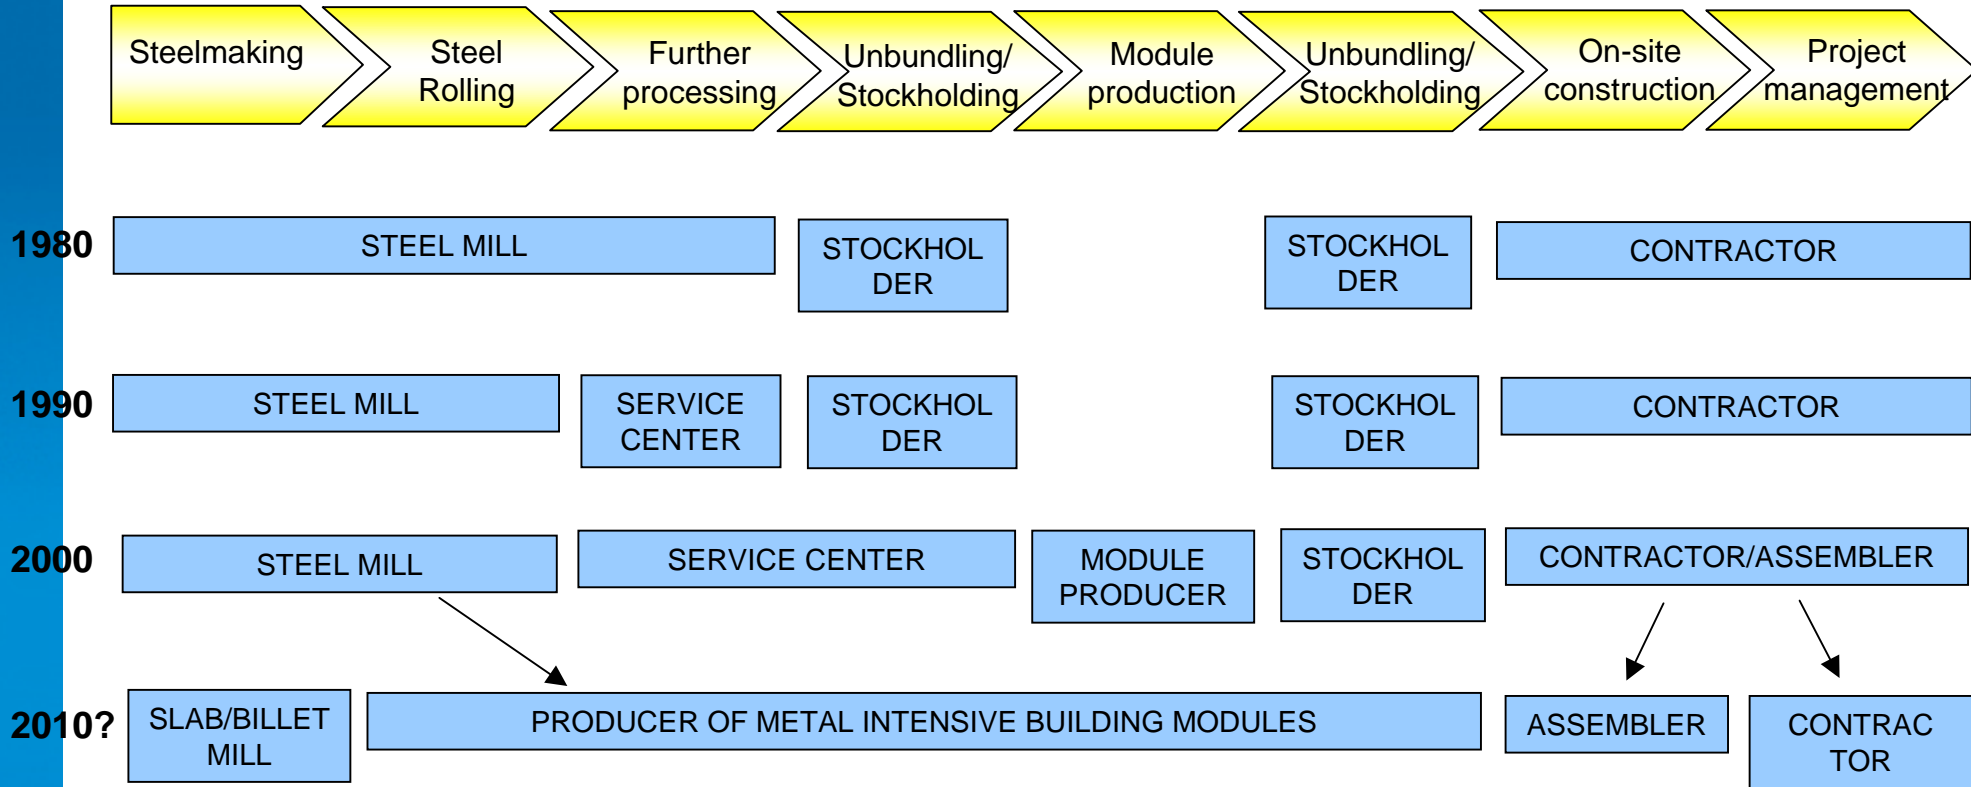 Steelmaking
Steel
Rolling
Further
processing
Unbundling/
Stockholding
Module
production
Unbundling/
Stockholding
On-site
construction
Project
management
1980
STEEL MILL
STOCKHOL
DER
STOCKHOL
DER
CONTRACTOR
1990
STEEL MILL
SERVICE
CENTER
STOCKHOL
DER
STOCKHOL
DER
CONTRACTOR
2000
STEEL MILL
SERVICE CENTER
MODULE
PRODUCER
STOCKHOL
DER
CONTRACTOR/ASSEMBLER
2010?
SLAB/BILLET
MILL
PRODUCER OF METAL INTENSIVE BUILDING MODULES
ASSEMBLER
CONTRAC
TOR